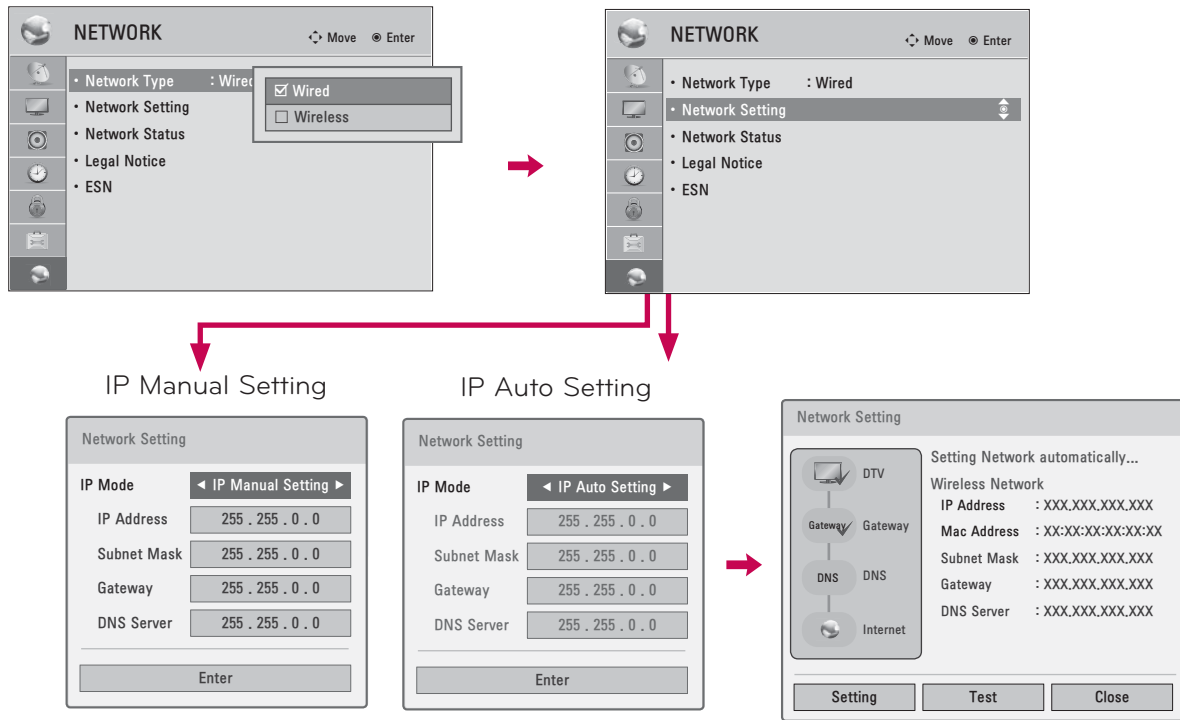 NETWORK
Move Enter
• Network Type : Wired
• Network Setting
• Network Status
• Legal Notice
• ESN
Wired
Wireless
NETWORK
Move Enter
• Network Type : Wired
• Network Setting
• Network Status
• Legal Notice
• ESN
IP Manual Setting
Network Setting
IP Mode ◄ IP Manual Setting ►
IP Address 255 . 255 . 0 . 0
Subnet Mask 255 . 255 . 0 . 0
Gateway 255 . 255 . 0 . 0
DNS Server 255 . 255 . 0 . 0
Enter
IP Auto Setting
Network Setting
IP Mode ◄ IP Auto Setting ►
IP Address 255 . 255 . 0 . 0
Subnet Mask 255 . 255 . 0 . 0
Gateway 255 . 255 . 0 . 0
DNS Server 255 . 255 . 0 . 0
Enter
Network Setting
DTV
Gateway Gateway
DNS DNS
Internet
Setting Network automatically...
Wireless Network
IP Address : XXX.XXX.XXX.XXX
Mac Address : XX:XX:XX:XX:XX:XX
Subnet Mask : XXX.XXX.XXX.XXX
Gateway : XXX.XXX.XXX.XXX
DNS Server : XXX.XXX.XXX.XXX
Setting Test Close